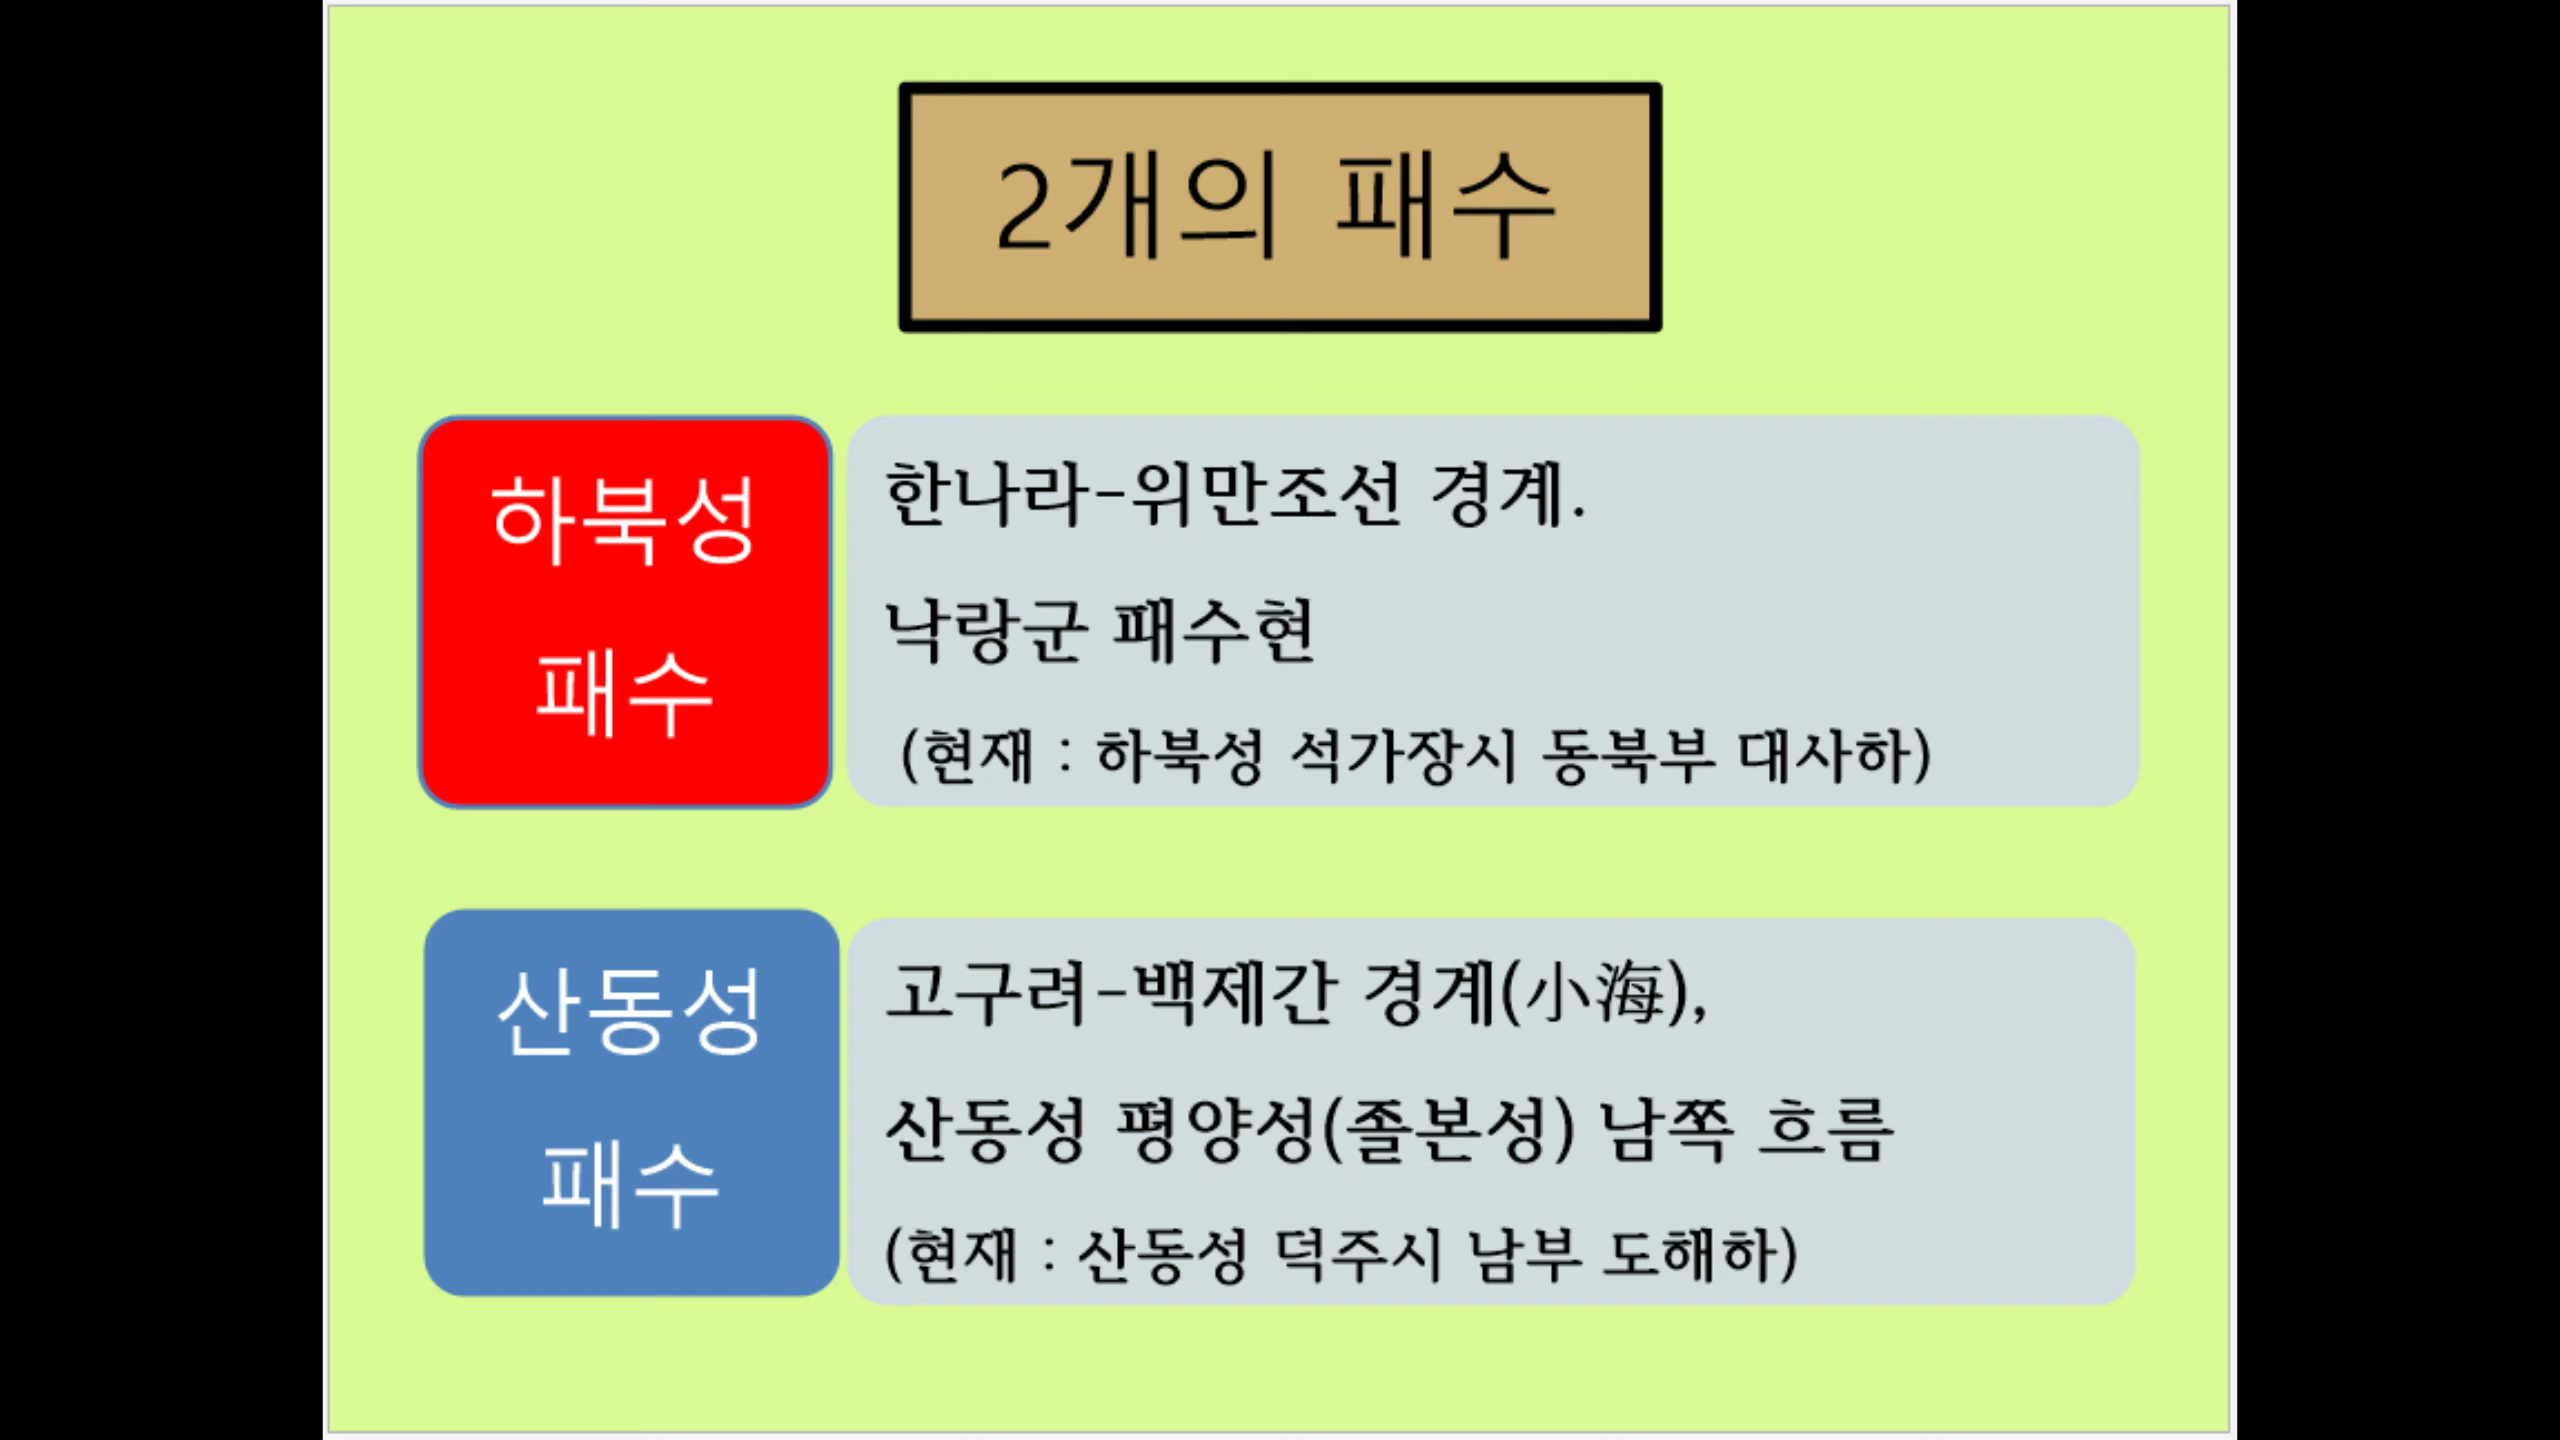 2개의 패수
하북성
패수
한나라-위만조선 경계.
낙랑군 패수현
(현재 : 하북성 석가장시 동북부 대사하)
산동성
패수
고구려-백제간 경계(小海),
산동성 평양성(졸본성) 남쪽 흐름
(현재 : 산동성 덕주시 남부 도해하)